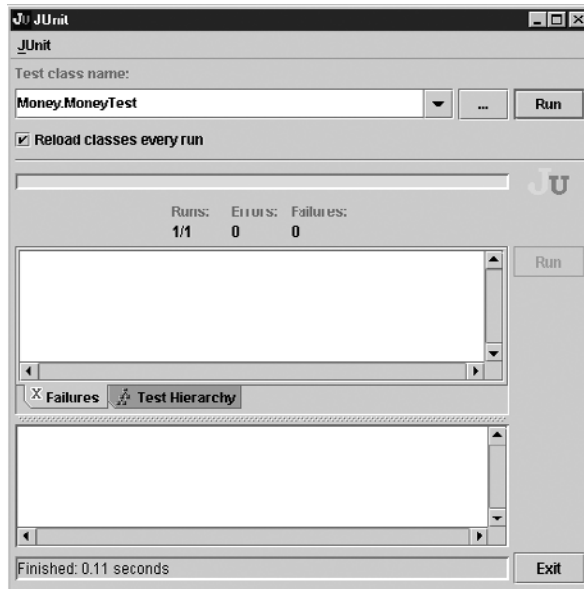 JU JUnit
JUnit
Test class name:
Money.MoneyTest
...
Run
Reload classes every run
JU
Runs: Errors: Failures:
1/1 0 0
Run
X Failures Test Hierarchy
Finished: 0.11 seconds
Exit